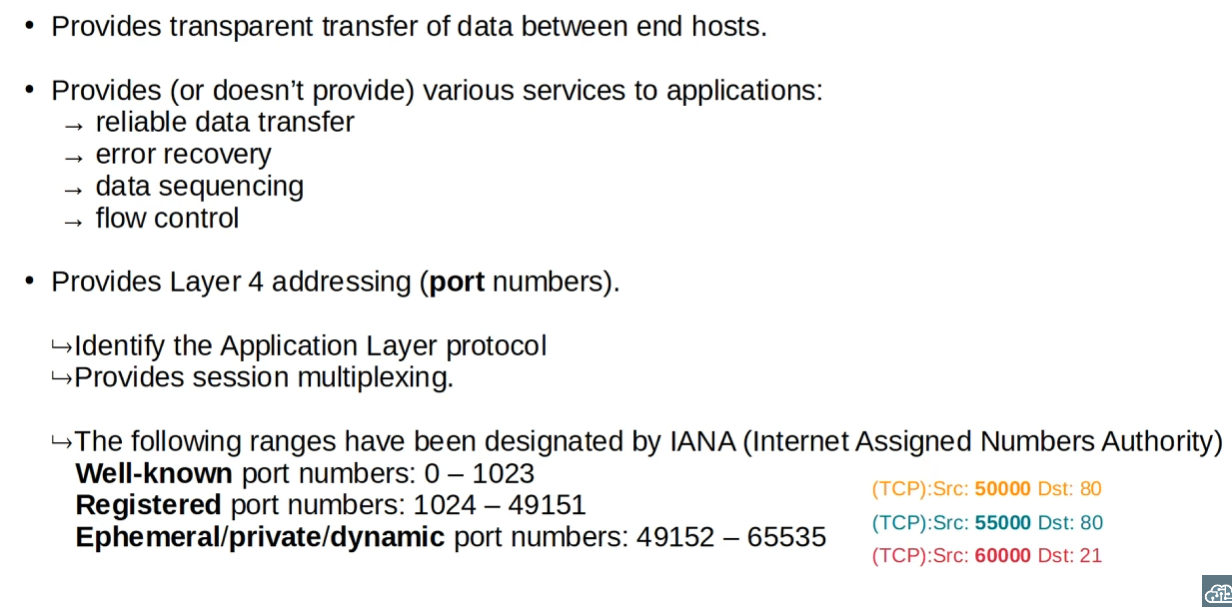 • Provides transparent transfer of data between end hosts.
• Provides (or doesn’t provide) various services to applications:
→ reliable data transfer
→ error recovery
→ data sequencing
→ flow control
• Provides Layer 4 addressing (port numbers).
↪Identify the Application Layer protocol
↪Provides session multiplexing.
↪The following ranges have been designated by IANA (Internet Assigned Numbers Authority)
Well-known port numbers: 0 – 1023
Registered port numbers: 1024 – 49151
Ephemeral/private/dynamic port numbers: 49152 – 65535
(TCP):Src: 50000 Dst: 80
(TCP):Src: 55000 Dst: 80
(TCP):Src: 60000 Dst: 21